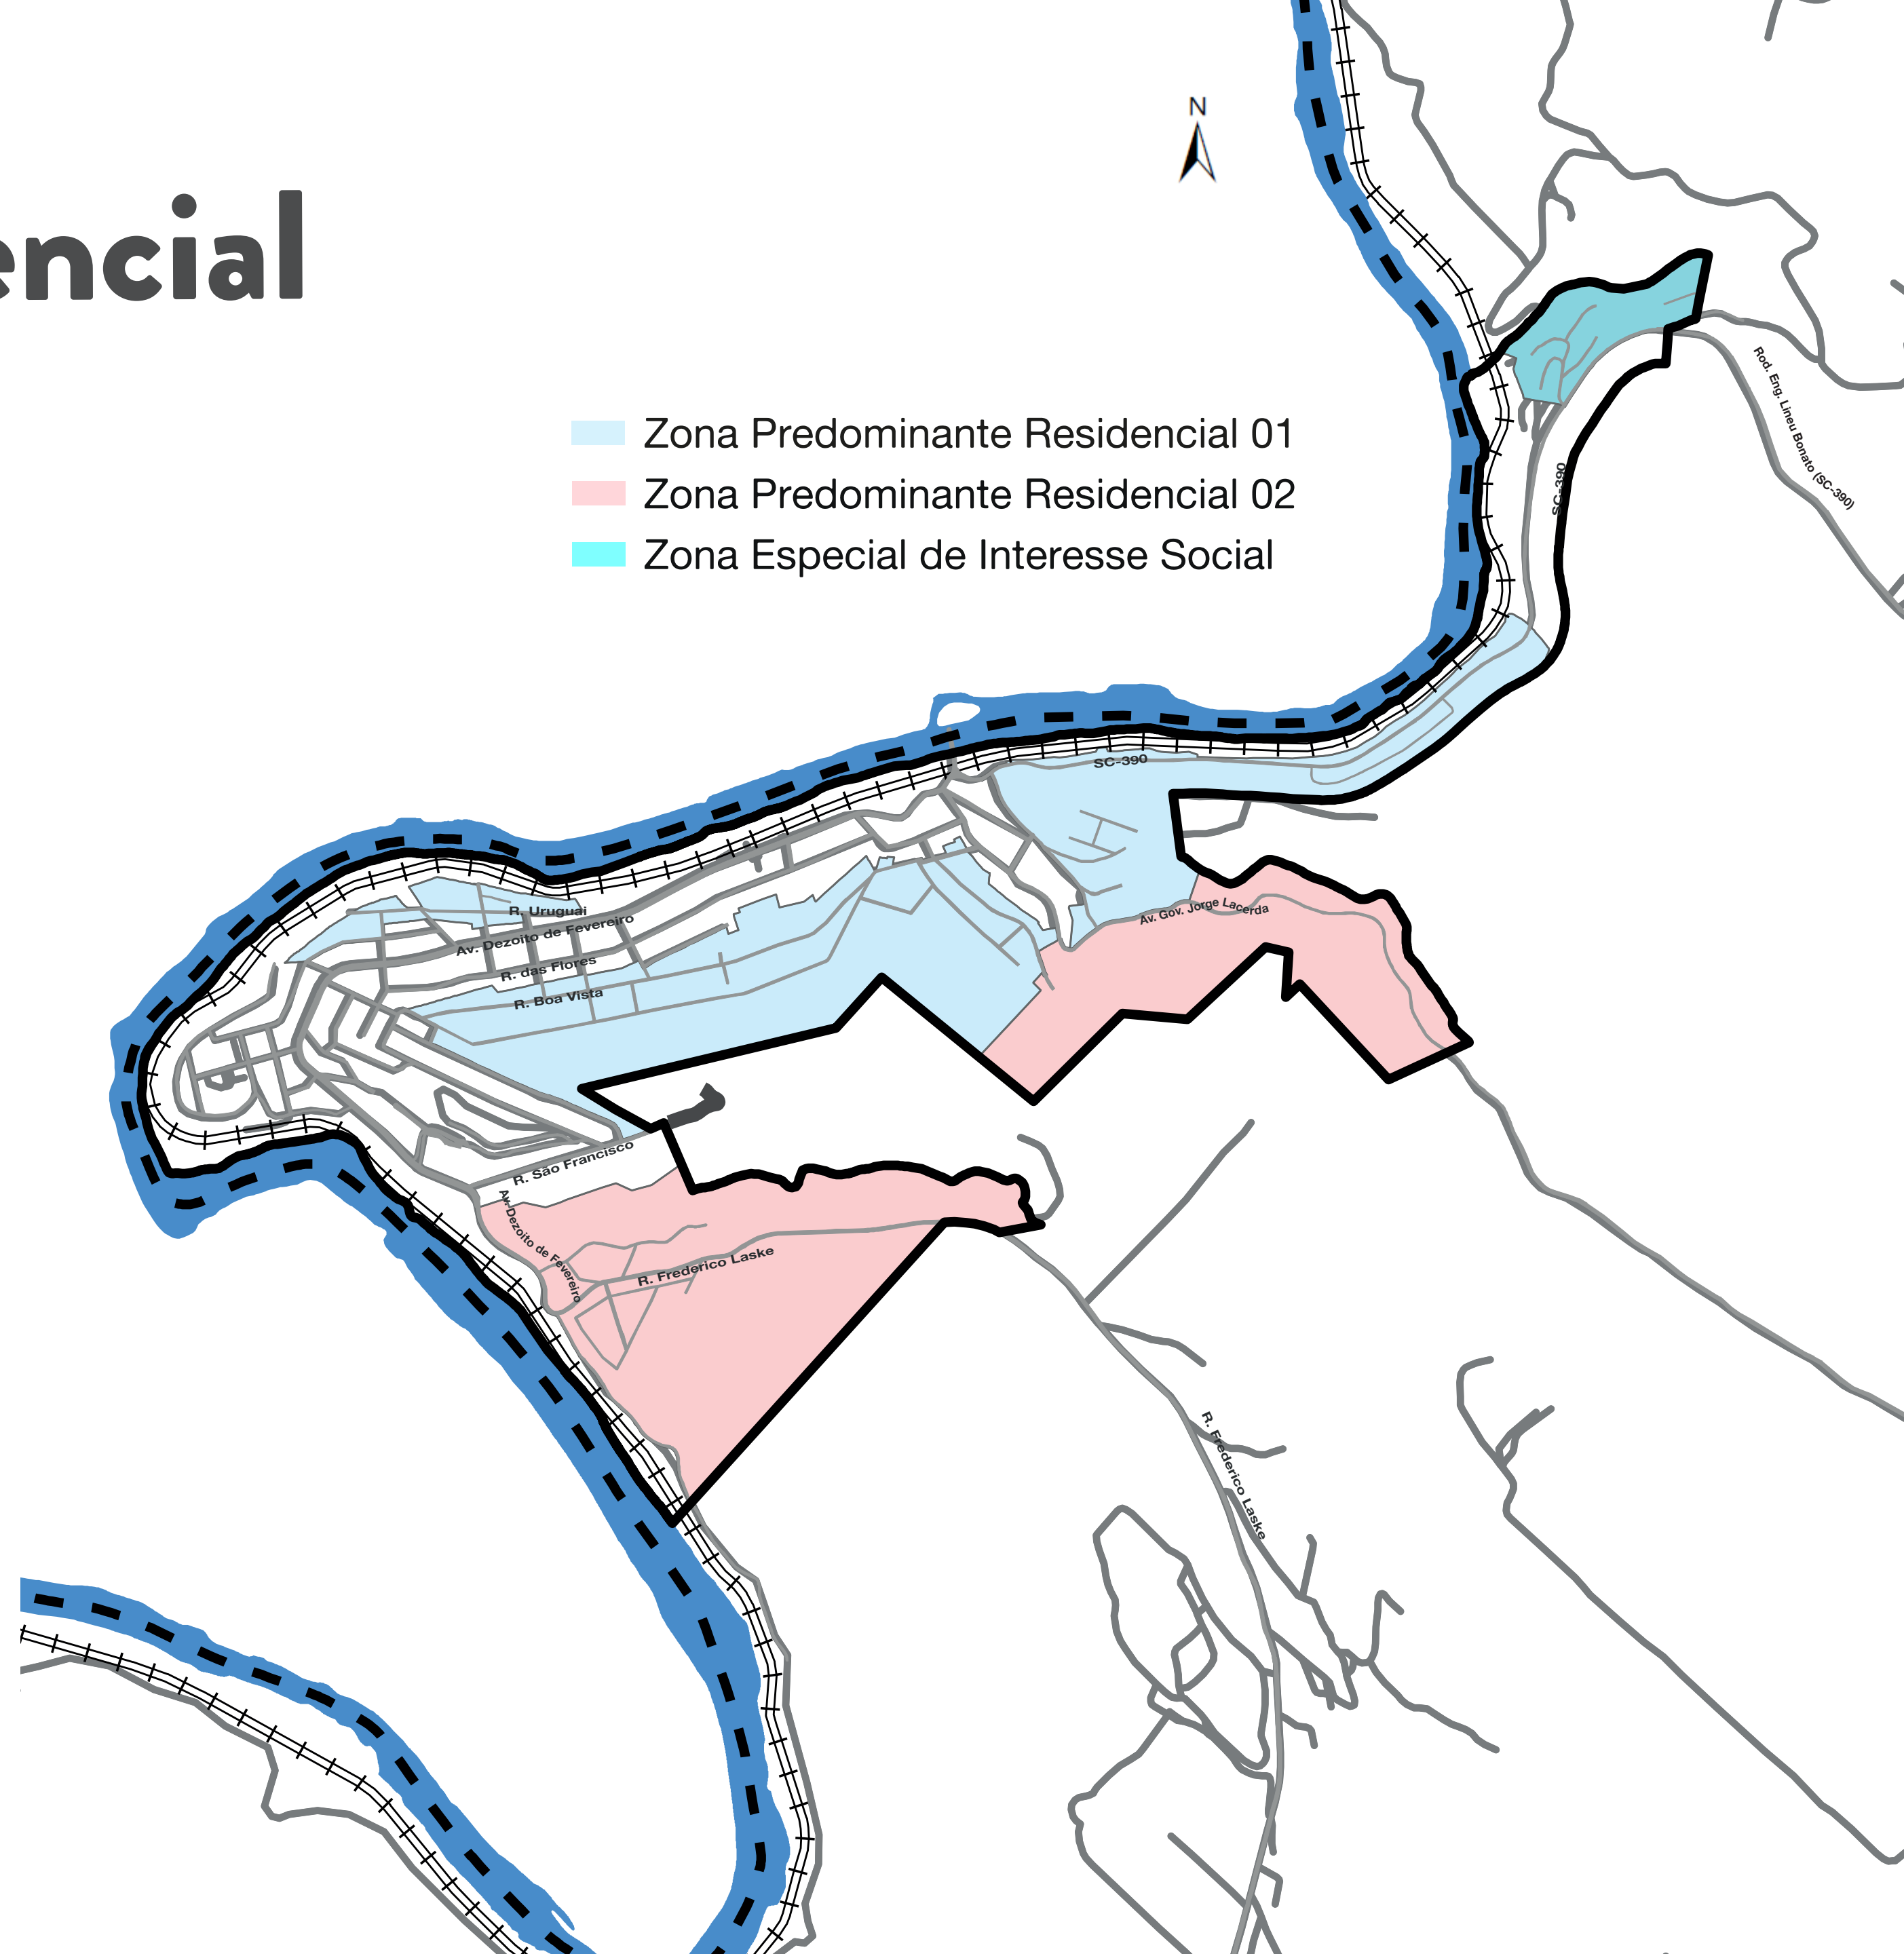 N
encial
Zona Predominante Residencial 01
Zona Predominante Residencial 02
Zona Especial de Interesse Social
Rod. Eng. Lineu Bonato (SC-390)
SC-390
SC-390
R. Uruguai
Av. Dezoito de Fevereiro
R. das Flores
R. Boa Vista
Av. Gov. Jorge Lacerda
R. São Francisco
Av. Dezoito de Fevereiro
R. Frederico Laske
R. Frederico Laske